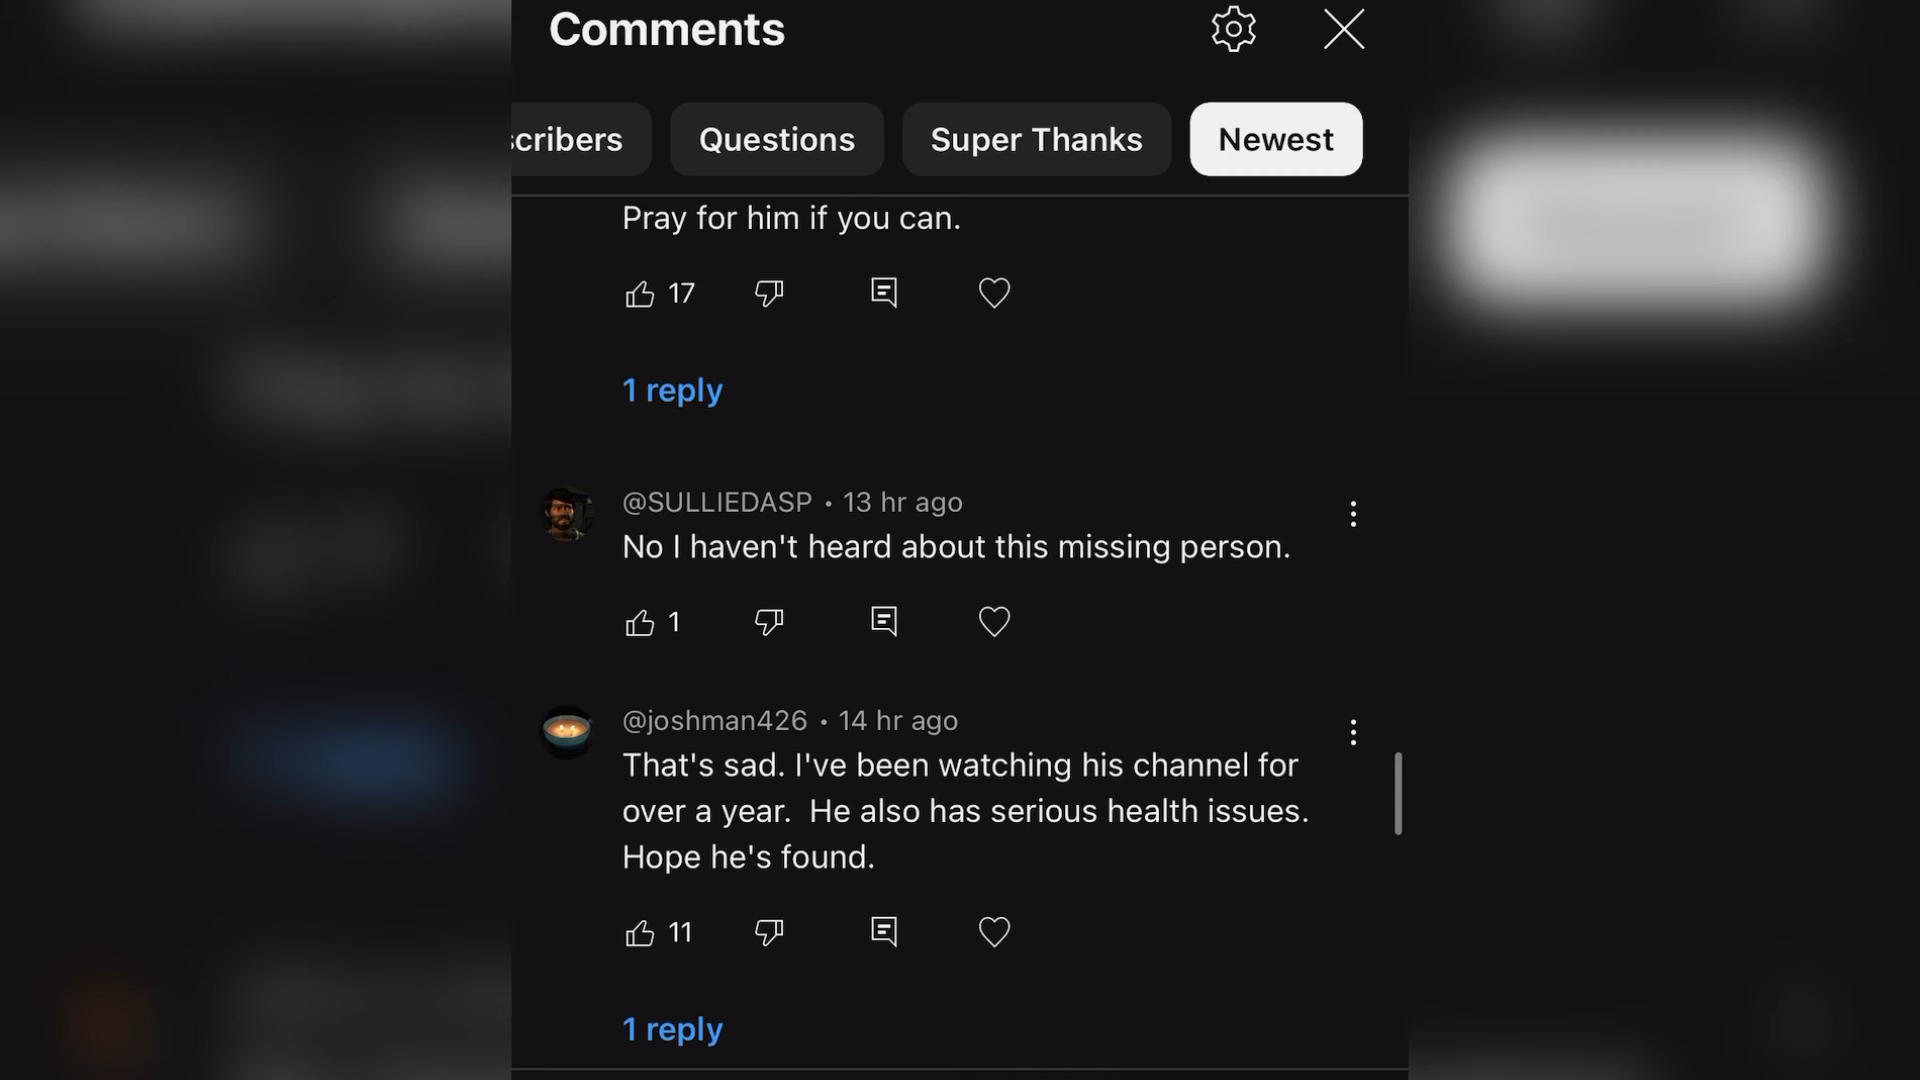 Comments
scribers Questions Super Thanks Newest
Pray for him if you can.
17
1 reply
@SULLIEDASP • 13 hr ago
No I haven't heard about this missing person.
1
@joshman426 • 14 hr ago
That's sad. I've been watching his channel for
over a year.  He also has serious health issues.
Hope he's found.
11
1 reply